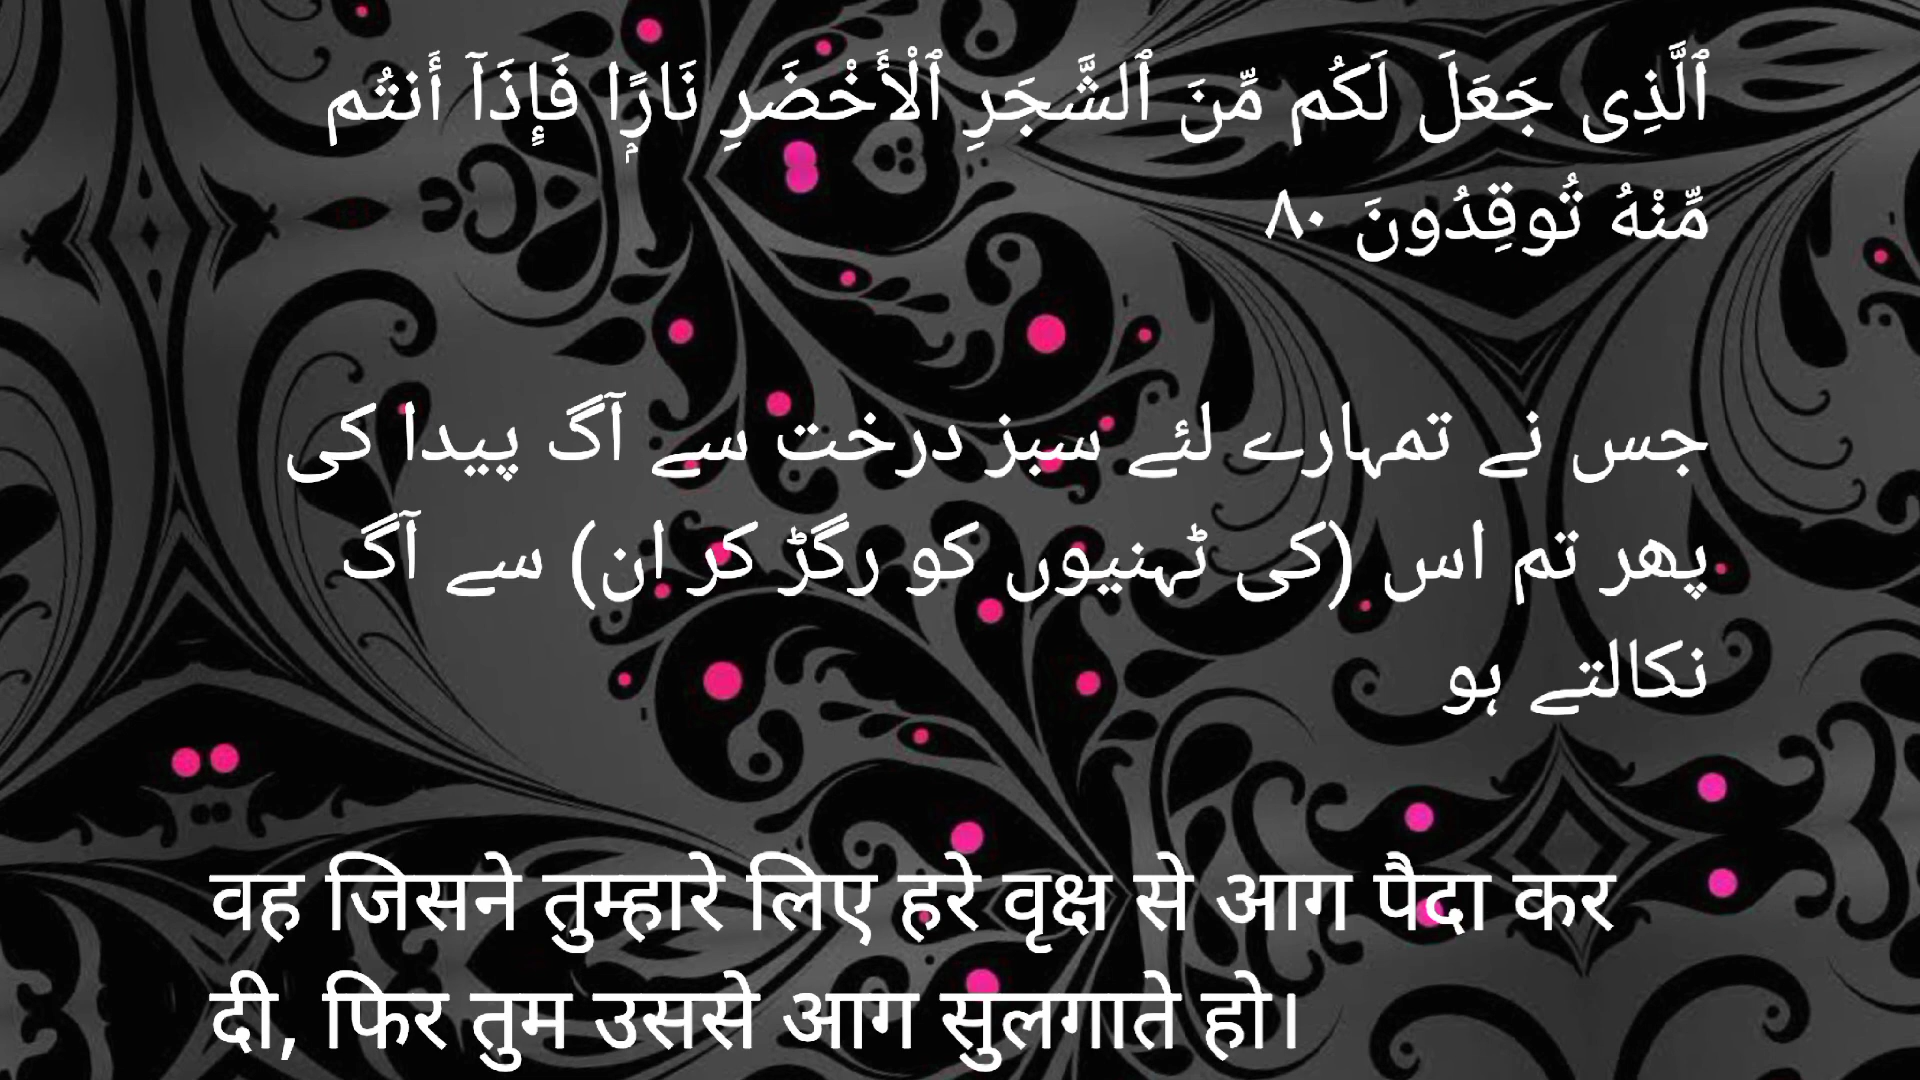 ٱلَّذِى جَعَلَ لَكُم مِّنَ ٱلشَّجَرِ ٱلْأَخْضَرِ نَارًۭا فَإِذَآ أَنتُم
مِّنْهُ تُوقِدُونَ ٨٠
جس نے تمہارے لئے سبز درخت سے آگ پیدا کی
پھر تم اس (کی ٹہنیوں کو رگڑ کر ان) سے آگ
نکالتے ہو
वह जिसने तुम्हारे लिए हरे वृक्ष से आग पैदा कर
दी, फिर तुम उससे आग सुलगाते हो।